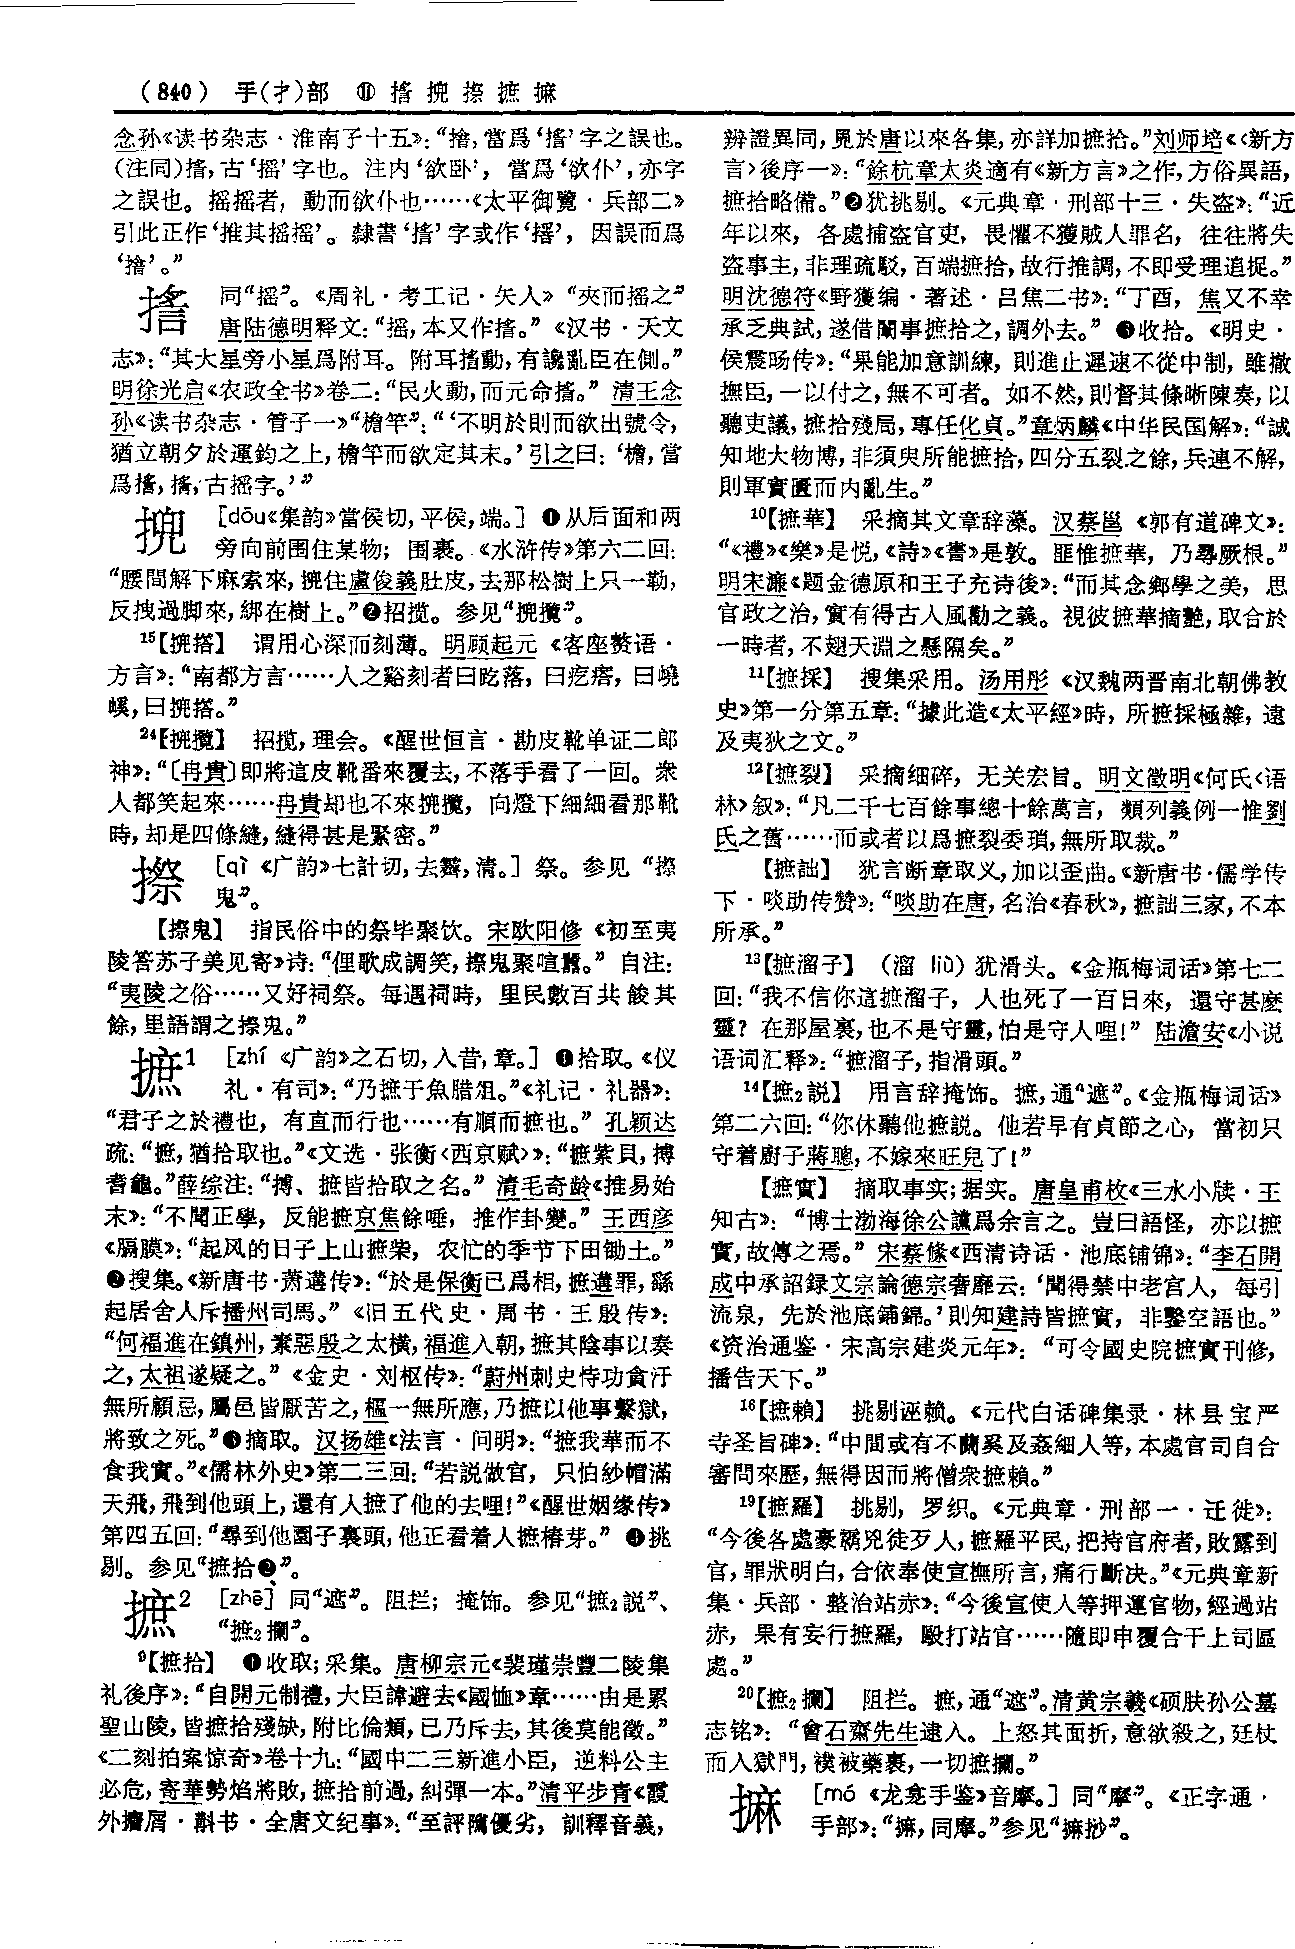 (840) 手(扌)部 ⑪ 搚㨮㩟摭㩢
念孙《读书杂志·淮南子十五》：“搚，當爲‘搖’字之誤也。
(注同)搖，古‘摇’字也。注内‘欲卧’，當爲‘欲仆’，亦字
之誤也。摇摇者，動而欲仆也……《太平御覽·兵部二》
引此正作‘推其摇摇’。隸書‘搖’字或作‘摿’，因誤而爲
‘搚’。”
同“摇”。《周礼·考工记·矢人》“夾而摇之”
唐陆德明释文：“摇，本又作搖。”《汉书·天文
志》：“其大星旁小星爲附耳。附耳搖動，有讒亂臣在側。”
明徐光启《农政全书》卷二：“民火動，而元命搖。”清王念
孙《读书杂志·管子一》“檐竿”：“‘不明於則而欲出號令，
猶立朝夕於運鈞之上，檐竿而欲定其末。’引之曰：‘檐，當
爲搖，搖，古摇字。’”
[dōu《集韵》當侯切，平侯，端。] ❶从后面和两
旁向前围住某物；围裹。《水浒传》第六二回：
“腰間解下麻索來，㨮住盧俊義肚皮，去那松樹上只一勒，
反拽過脚來，綁在樹上。”❷招揽。参见“㨮攬”。
15【㨮搭】 谓用心深而刻薄。明顾起元《客座赘语·
方言》：“南都方言……人之谿刻者曰疙落，曰疙瘩，曰嶢
崄，曰㨮搭。”
24【㨮攬】 招揽，理会。《醒世恒言·勘皮靴单证二郎
神》：“〔冉貴〕即將這皮靴番來覆去，不落手看了一回。衆
人都笑起來……冉貴却也不來㨮攬，向燈下細細看那靴
時，却是四條縫，縫得甚是緊密。”
㩟 [qì《广韵》七計切，去霽，清。] 祭。参见“㩟
鬼”。
【㩟鬼】 指民俗中的祭毕聚饮。宋欧阳修《初至夷
陵答苏子美见寄》诗：“俚歌成調笑，㩟鬼聚喧囂。”自注：
“夷陵之俗……又好祠祭。每遇祠時，里民數百共餕其
餘，里語謂之㩟鬼。”
摭1 [zhí《广韵》之石切，入昔，章。] ❶拾取。《仪
礼·有司》：“乃摭于魚腊俎。”《礼记·礼器》：
“君子之於禮也，有直而行也……有順而摭也。”孔颖达
疏：“摭，猶拾取也。”《文选·张衡〈西京赋〉》：“摭紫貝，搏
耆龜。”薛综注：“搏、摭皆拾取之名。”清毛奇龄《推易始
末》：“不聞正學，反能摭京焦餘唾，推作卦變。”王西彦
《隔膜》：“起风的日子上山摭柴，农忙的季节下田锄土。”
❷搜集。《新唐书·萧遘传》：“於是保衡已爲相，摭遘罪，繇
起居舍人斥播州司馬。”《旧五代史·周书·王殷传》：
“何福進在鎮州，素惡殷之太橫，福進入朝，摭其陰事以奏
之，太祖遂疑之。”《金史·刘枢传》：“蔚州刺史恃功貪汙
無所顧忌，屬邑皆厭苦之，樞一無所應，乃摭以他事繫獄，
將致之死。”❸摘取。汉扬雄《法言·问明》：“摭我華而不
食我實。”《儒林外史》第二三回：“若説做官，只怕紗帽滿
天飛，飛到他頭上，還有人摭了他的去哩！”《醒世姻缘传》
第四五回：“尋到他園子裏頭，他正看着人摭椿芽。”❹挑
剔。参见“摭拾❷”。
摭2 [zhē] 同“遮”。阻拦；掩饰。参见“摭2説”、
“摭2攔”。
9【摭拾】 ❶收取；采集。唐柳宗元《裴瑾崇豐二陵集
礼後序》：“自開元制禮，大臣諱避去《國恤》章……由是累
聖山陵，皆摭拾殘缺，附比倫類，已乃斥去，其後莫能徵。”
《二刻拍案惊奇》卷十九：“國中二三新進小臣，逆料公主
必危，寄華勢焰將敗，摭拾前過，糾彈一本。”清平步青《霞
外攟屑·斠书·全唐文纪事》：“至評隲優劣，訓釋音義，
辨證異同，見於唐以來各集，亦詳加摭拾。”刘师培《〈新方
言〉後序一》：“餘杭章太炎適有《新方言》之作，方俗異語，
摭拾略備。”❷犹挑剔。《元典章·刑部十三·失盗》：“近
年以來，各處捕盗官吏，畏懼不獲賊人罪名，往往將失
盗事主，非理疏駁，百端摭拾，故行推調，不即受理追捉。”
明沈德符《野獲编·著述·吕焦二书》：“丁酉，焦又不幸
承乏典試，遂借闈事摭拾之，調外去。”❸收拾。《明史·
侯震旸传》：“果能加意訓練，則進止遲速不從中制，雖撤
撫臣，一以付之，無不可者。如不然，則督其條晰陳奏，以
聽吏議，摭拾殘局，專任化貞。”章炳麟《中华民国解》：“誠
知地大物博，非須臾所能摭拾，四分五裂之餘，兵連不解，
則軍實匱而内亂生。”
10【摭華】 采摘其文章辞藻。汉蔡邕《郭有道碑文》：
“《禮》《樂》是悦，《詩》《書》是敦。匪惟摭華，乃尋厥根。”
明宋濂《题金德原和王子充诗後》：“而其念鄉學之美，思
官政之治，實有得古人風勸之義。視彼摭華摘艷，取合於
一時者，不翅天淵之懸隔矣。”
11【摭採】 搜集采用。汤用彤《汉魏两晋南北朝佛教
史》第一分第五章：“據此造《太平經》時，所摭採極雜，遠
及夷狄之文。”
12【摭裂】 采摘细碎，无关宏旨。明文徵明《何氏〈语
林〉叙》：“凡二千七百餘事總十餘萬言，類列義例一惟劉
氏之舊……而或者以爲摭裂委瑣，無所取裁。”
【摭詘】 犹言断章取义，加以歪曲。《新唐书·儒学传
下·啖助传赞》：“啖助在唐，名治《春秋》，摭詘三家，不本
所承。”
13【摭溜子】 （溜 liù）犹滑头。《金瓶梅词话》第七二
回：“我不信你這摭溜子，人也死了一百日來，還守甚麽
靈？在那屋裏，也不是守靈，怕是守人哩！”陆澹安《小说
语词汇释》：“摭溜子，指滑頭。”
14【摭2説】 用言辞掩饰。摭，通“遮”。《金瓶梅词话》
第二六回：“你休聽他摭説。他若早有貞節之心，當初只
守着厨子蔣聰，不嫁來旺兒了！”
【摭實】 摘取事实；据实。唐皇甫枚《三水小牍·王
知古》：“博士渤海徐公讜爲余言之。豈曰語怪，亦以摭
實，故傳之焉。”宋蔡絛《西清诗话·池底铺锦》：“李石開
成中承詔録文宗論德宗奢靡云：‘聞得禁中老宫人，每引
流泉，先於池底鋪錦。’則知建詩皆摭實，非鑿空語也。”
《资治通鉴·宋高宗建炎元年》：“可令國史院摭實刊修，
播告天下。”
16【摭賴】 挑剔诬赖。《元代白话碑集录·林县宝严
寺圣旨碑》：“中間或有不蘭奚及姦細人等，本處官司自合
審問來歷，無得因而將僧衆摭賴。”
19【摭羅】 挑剔，罗织。《元典章·刑部一·迁徙》：
“今後各處豪霸兇徒歹人，摭羅平民，把持官府者，敗露到
官，罪狀明白，合依奉使宣撫所言，痛行斷决。”《元典章新
集·兵部·整治站赤》：“今後宣使人等押運官物，經過站
赤，果有妄行摭羅，毆打站官……隨即申覆合干上司區
處。”
20【摭2攔】 阻拦。摭，通“遮”。清黄宗羲《硕肤孙公墓
志铭》：“會石齋先生逮入。上怒其面折，意欲殺之，廷杖
而入獄門，襆被藥裹，一切摭攔。”
㩢 [mó《龙龛手鉴》音摩。] 同“摩”。《正字通·
手部》：“㩢，同摩。”参见“㩢挱”。